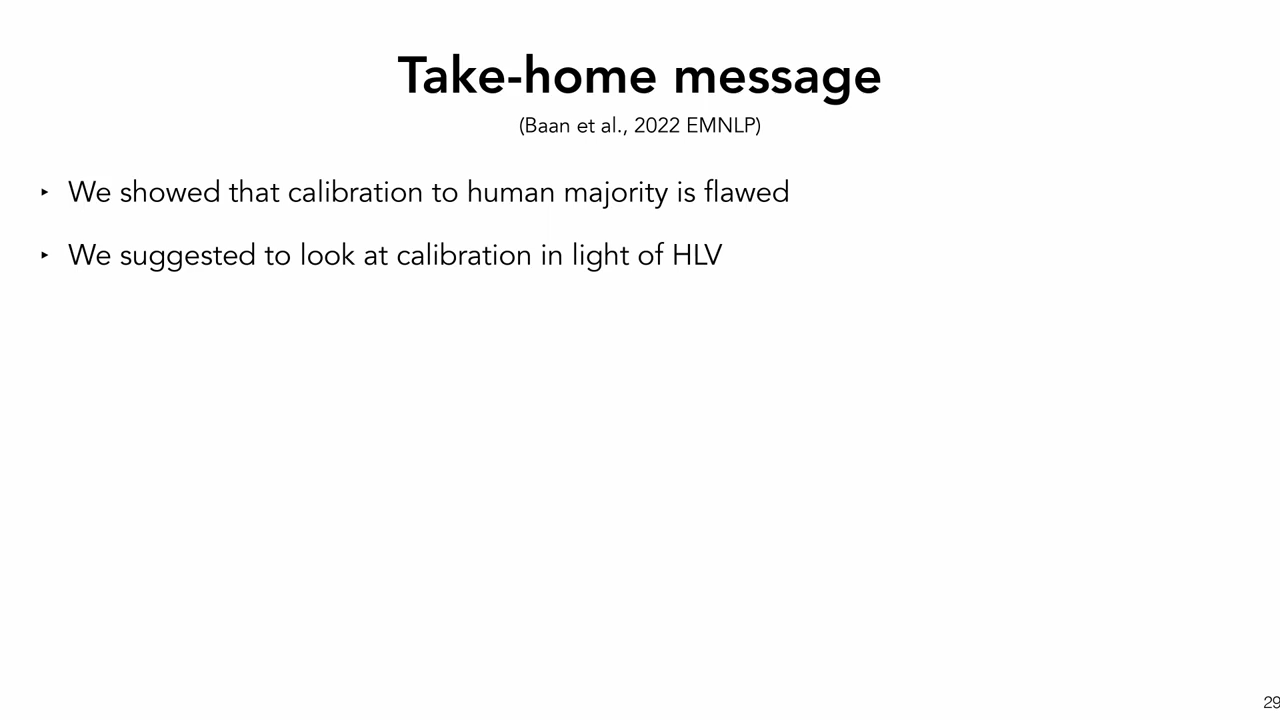 Take-home message
(Baan et al., 2022 EMNLP)
‣ We showed that calibration to human majority is flawed
‣ We suggested to look at calibration in light of HLV
29